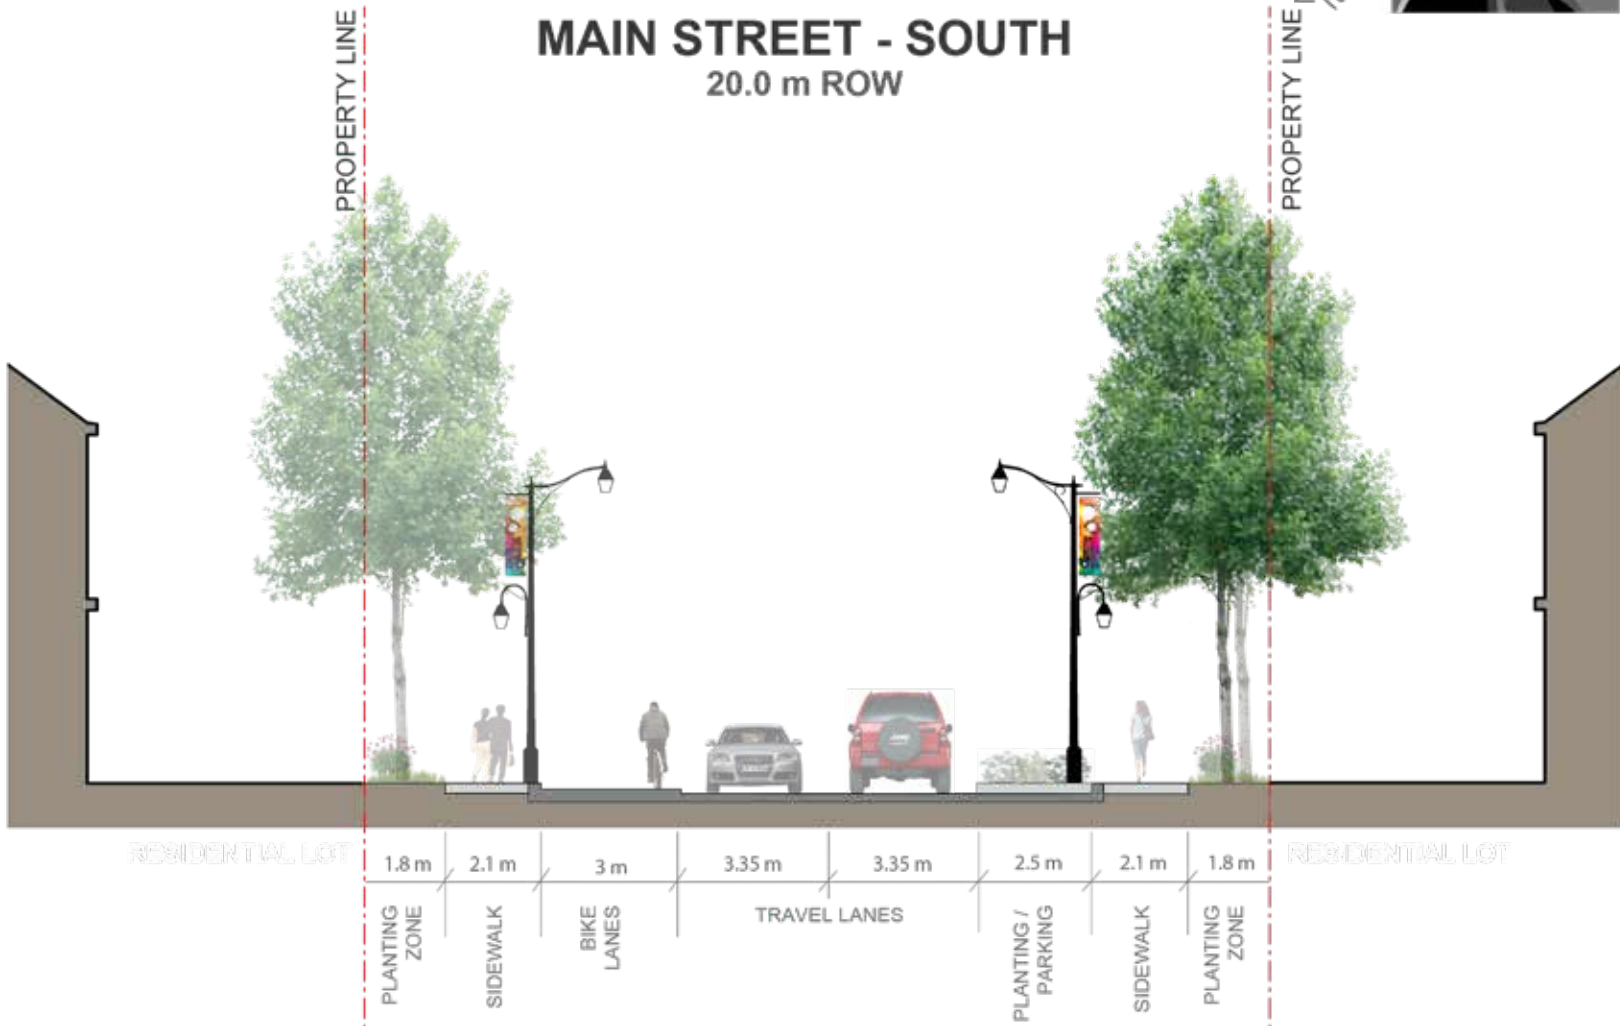 MAIN STREET - SOUTH
20.0 m ROW
PROPERTY LINE
PROPERTY LINE
RESIDENTIAL LOT
1.8 m
2.1 m
3 m
3.35 m
3.35 m
2.5 m
2.1 m
1.8 m
RESIDENTIAL LOT
PLANTING
ZONE
SIDEWALK
BIKE
LANES
TRAVEL LANES
PLANTING /
PARKING
SIDEWALK
PLANTING
ZONE